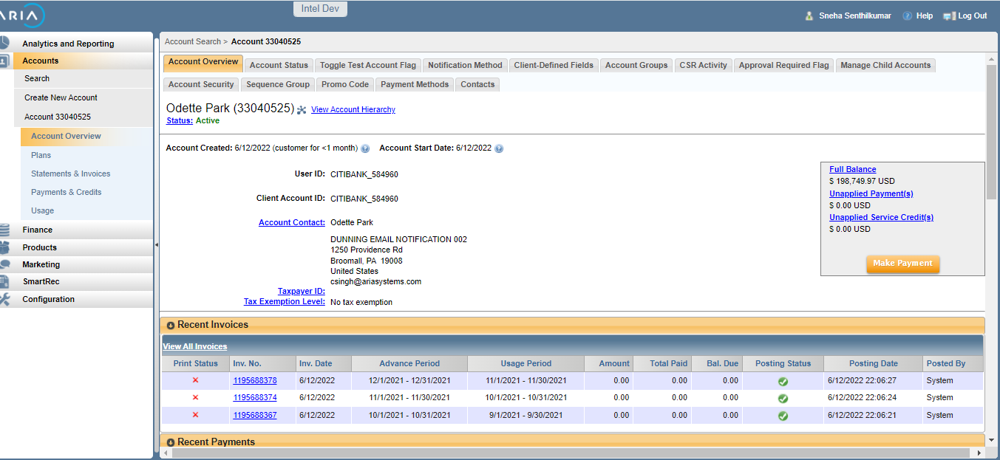 ARIA
Intel Dev
Sneha Senthilkumar Help Log Out
Analytics and Reporting
Accounts
Search
Create New Account
Account 33040525
Account Overview
Plans
Statements & Invoices
Payments & Credits
Usage
Finance
Products
Marketing
SmartRec
Configuration
Account Search > Account 33040525
Account Overview Account Status Toggle Test Account Flag Notification Method Client-Defined Fields Account Groups CSR Activity Approval Required Flag Manage Child Accounts
Account Security Sequence Group Promo Code Payment Methods Contacts
Odette Park (33040525) View Account Hierarchy
Status: Active
Account Created: 6/12/2022 (customer for <1 month) Account Start Date: 6/12/2022
User ID: CITIBANK_584960
Client Account ID: CITIBANK_584960
Account Contact: Odette Park
DUNNING EMAIL NOTIFICATION 002
1250 Providence Rd
Broomall, PA 19008
United States
csingh@ariasystems.com
Taxpayer ID:
Tax Exemption Level: No tax exemption
Full Balance
$ 198,749.97 USD
Unapplied Payment(s)
$ 0.00 USD
Unapplied Service Credit(s)
$ 0.00 USD
Make Payment
Recent Invoices
View All Invoices
Print Status Inv. No. Inv. Date Advance Period Usage Period Amount Total Paid Bal. Due Posting Status Posting Date Posted By
1195688378 6/12/2022 12/1/2021 - 12/31/2021 11/1/2021 - 11/30/2021 0.00 0.00 0.00 6/12/2022 22:06:27 System
1195688374 6/12/2022 11/1/2021 - 11/30/2021 10/1/2021 - 10/31/2021 0.00 0.00 0.00 6/12/2022 22:06:24 System
1195688367 6/12/2022 10/1/2021 - 10/31/2021 9/1/2021 - 9/30/2021 0.00 0.00 0.00 6/12/2022 22:06:21 System
Recent Payments